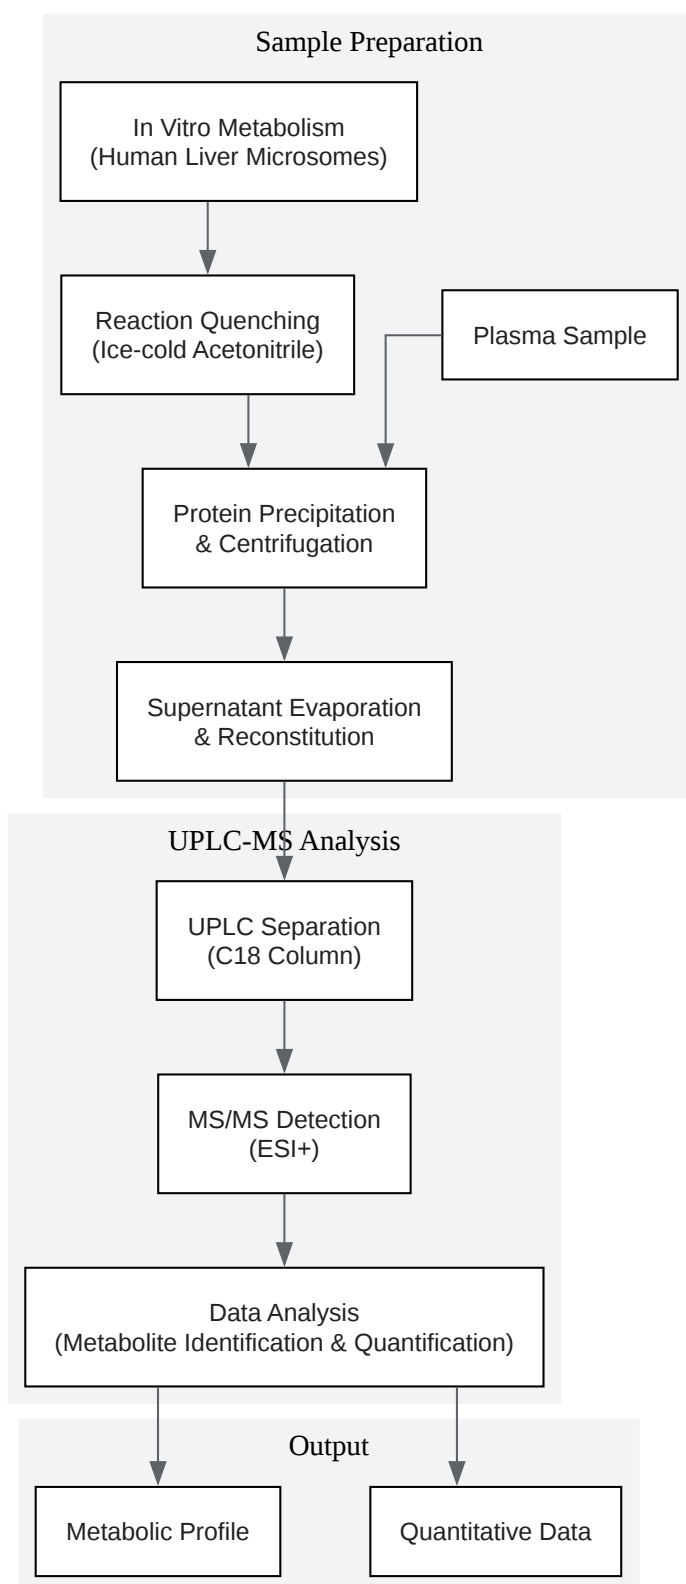 Sample Preparation
In Vitro Metabolism
(Human Liver Microsomes)
Reaction Quenching
(Ice-cold Acetonitrile)
Plasma Sample
Protein Precipitation
& Centrifugation
Supernatant Evaporation
& Reconstitution
UPLC-MS Analysis
UPLC Separation
(C18 Column)
MS/MS Detection
(ESI+)
Data Analysis
(Metabolite Identification & Quantification)
Output
Metabolic Profile
Quantitative Data